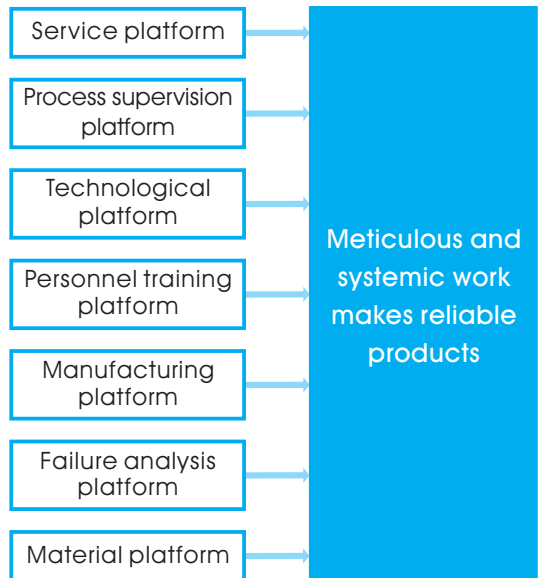 Service platform
Process supervision
platform
Technological
platform
Personnel training
platform
Manufacturing
platform
Failure analysis
platform
Material platform
Meticulous and
systemic work
makes reliable
products